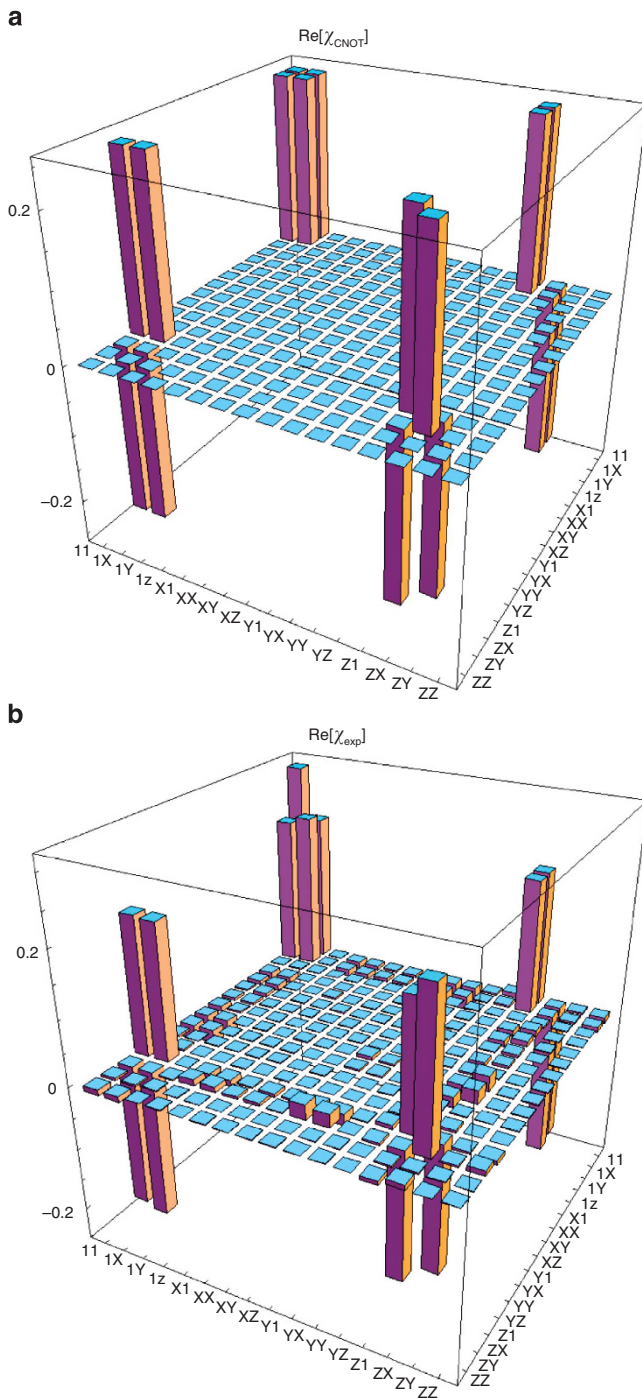 a
Re[χCNOT]
0.2
0
−0.2
11
1X
1Y
1z
X1
XX
XY
XZ
Y1
YX
YY
YZ
Z1
ZX
ZY
ZZ
11
1X
1Y
1z
X1
XX
XY
XZ
Y1
YX
YY
YZ
Z1
ZX
ZY
ZZ
b
Re[χexp]
0.2
0
−0.2
11
1X
1Y
1z
X1
XX
XY
XZ
Y1
YX
YY
YZ
Z1
ZX
ZY
ZZ
11
1X
1Y
1z
X1
XX
XY
XZ
Y1
YX
YY
YZ
Z1
ZX
ZY
ZZ